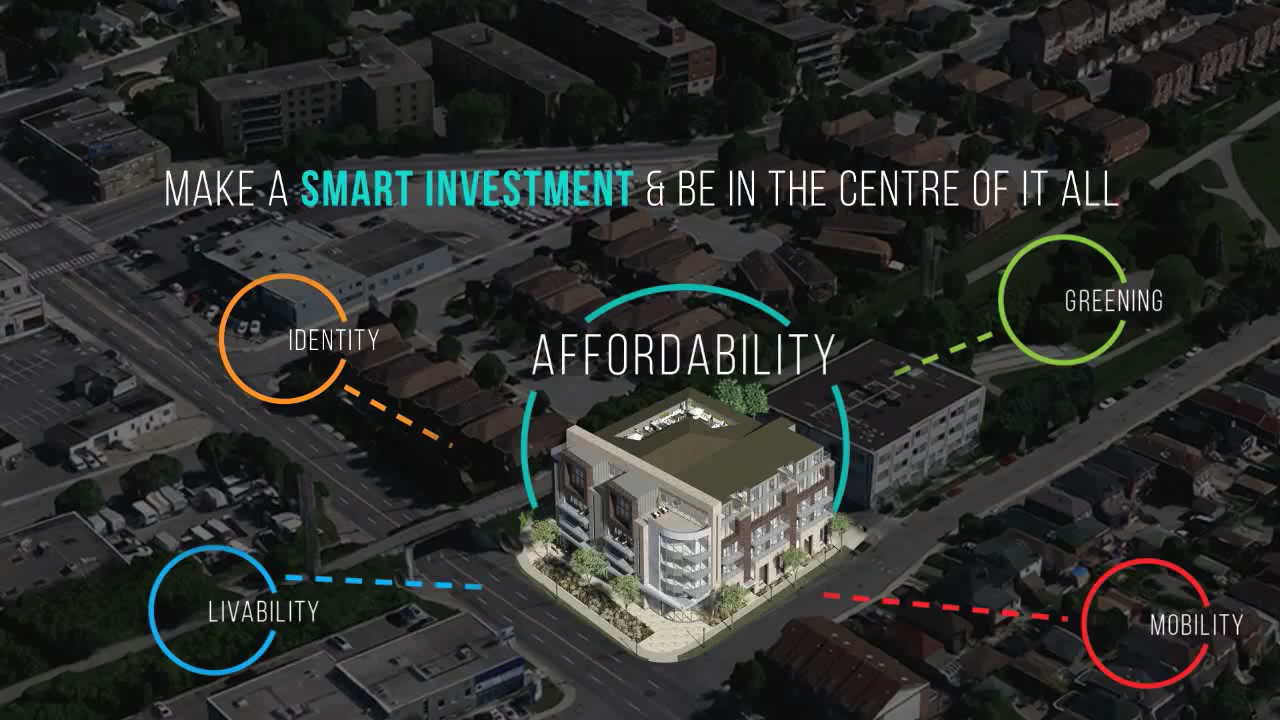 MAKE A SMART INVESTMENT & BE IN THE CENTRE OF IT ALL
GREENING
IDENTITY
AFFORDABILITY
LIVABILITY
MOBILITY